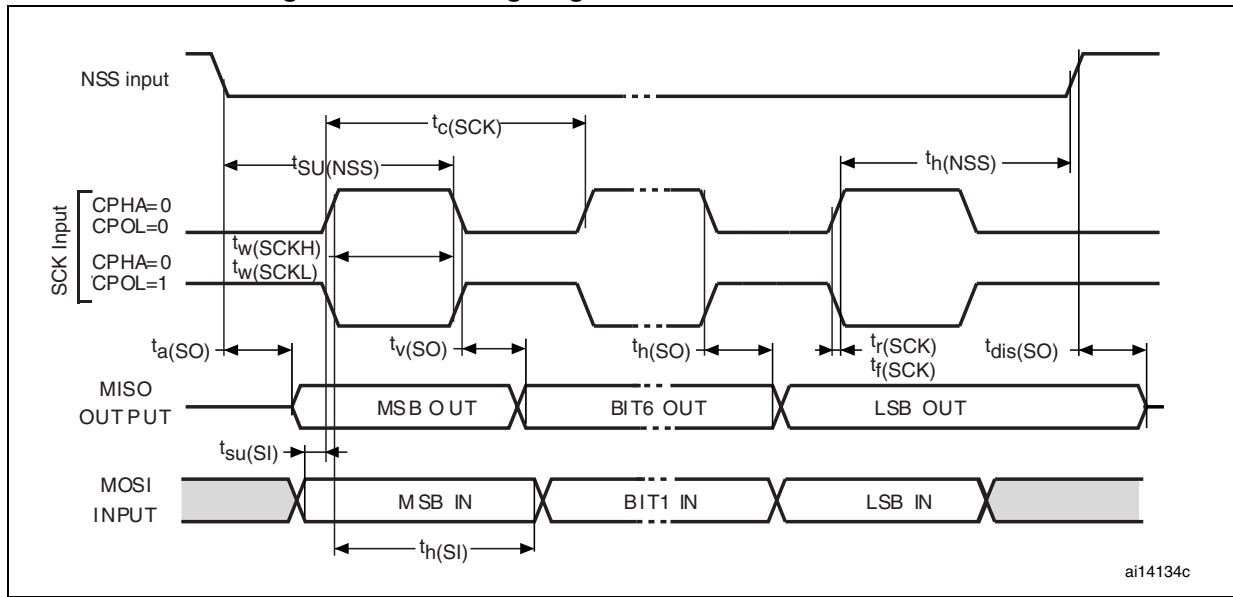 NSS input
tc(SCK)
tSU(NSS)
th(NSS)
SCK Input
CPHA=0
CPOL=0
tw(SCKH)
CPHA=0
tw(SCKL)
CPOL=1
ta(SO)
tv(SO)
th(SO)
tr(SCK)
tf(SCK)
tdis(SO)
MISO
OUTPUT
MSB OUT
BIT6 OUT
LSB OUT
tsu(SI)
MOSI
INPUT
MSB IN
BIT1 IN
LSB IN
th(SI)
ai14134c